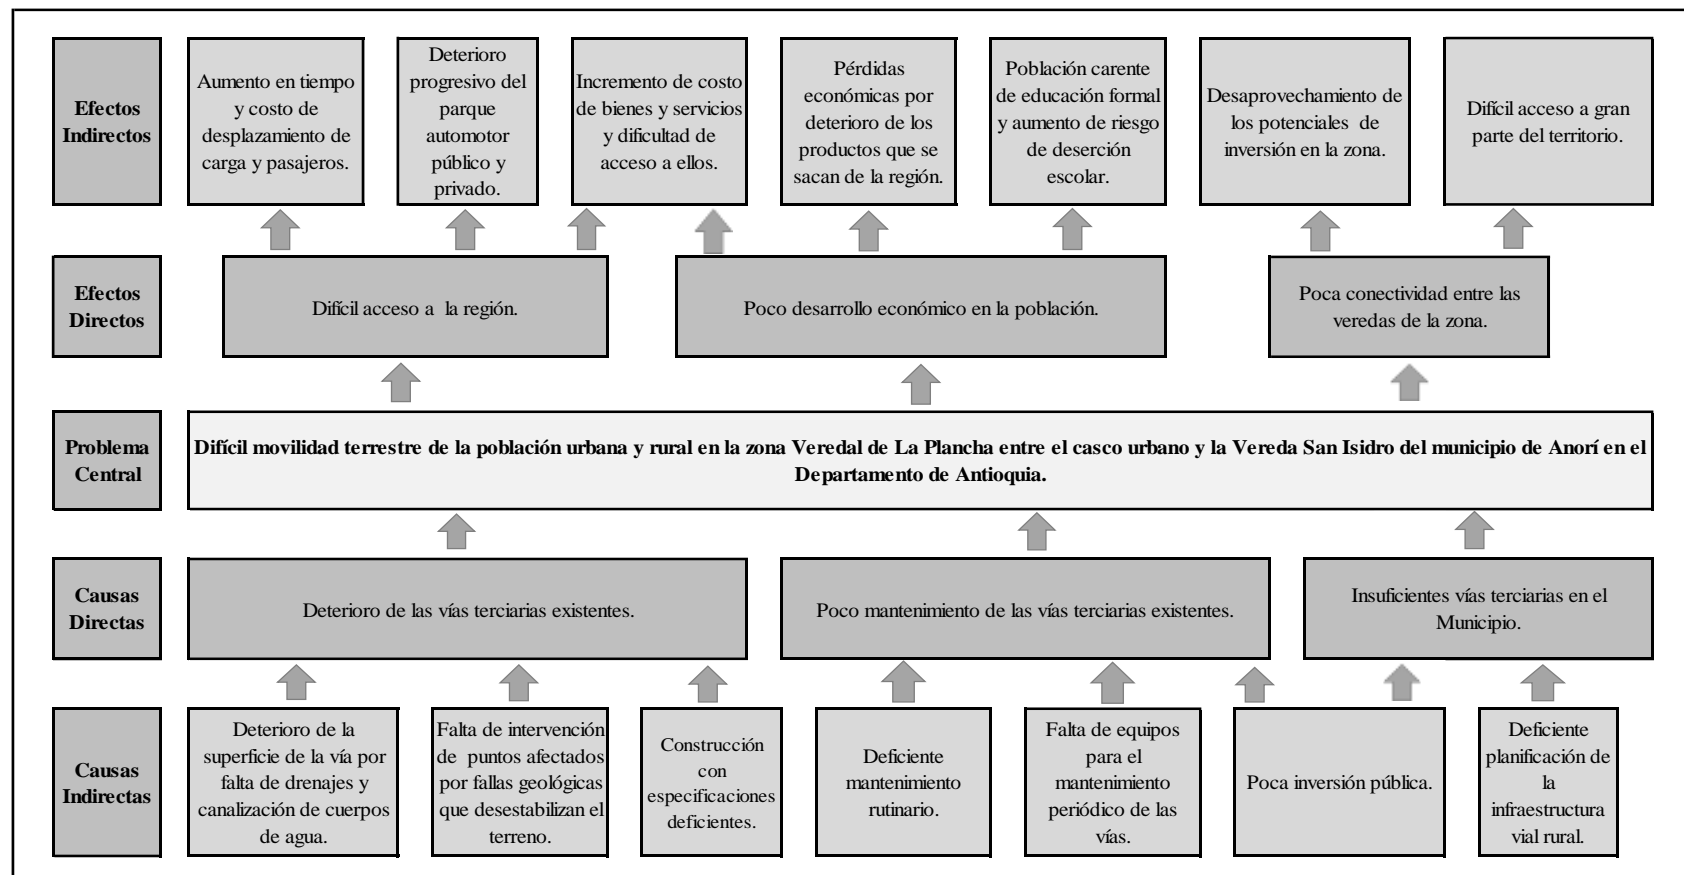 Efectos
Indirectos
Aumento en tiempo
y costo de
desplazamiento de
carga y pasajeros.
Deterioro
progresivo del
parque
automotor
público y
privado.
Incremento de costo
de bienes y servicios
y dificultad de
acceso a ellos.
Pérdidas
económicas por
deterioro de los
productos que se
sacan de la región.
Población carente
de educación formal
y aumento de riesgo
de deserción
escolar.
Desaprovechamiento de
los potenciales de
inversión en la zona.
Difícil acceso a gran
parte del territorio.
Efectos
Directos
Difícil acceso a la región.
Poco desarrollo económico en la población.
Poca conectividad entre las
veredas de la zona.
Problema
Central
Difícil movilidad terrestre de la población urbana y rural en la zona Veredal de La Plancha entre el casco urbano y la Vereda San Isidro del municipio de Anorí en el
Departamento de Antioquia.
Causas
Directas
Deterioro de las vías terciarias existentes.
Poco mantenimiento de las vías terciarias existentes.
Insuficientes vías terciarias en el
Municipio.
Causas
Indirectas
Deterioro de la
superficie de la vía por
falta de drenajes y
canalización de cuerpos
de agua.
Falta de intervención
de puntos afectados
por fallas geológicas
que desestabilizan el
terreno.
Construcción
con
especificaciones
deficientes.
Deficiente
mantenimiento
rutinario.
Falta de equipos
para el
mantenimiento
periódico de las
vías.
Poca inversión pública.
Deficiente
planificación de
la
infraestructura
vial rural.